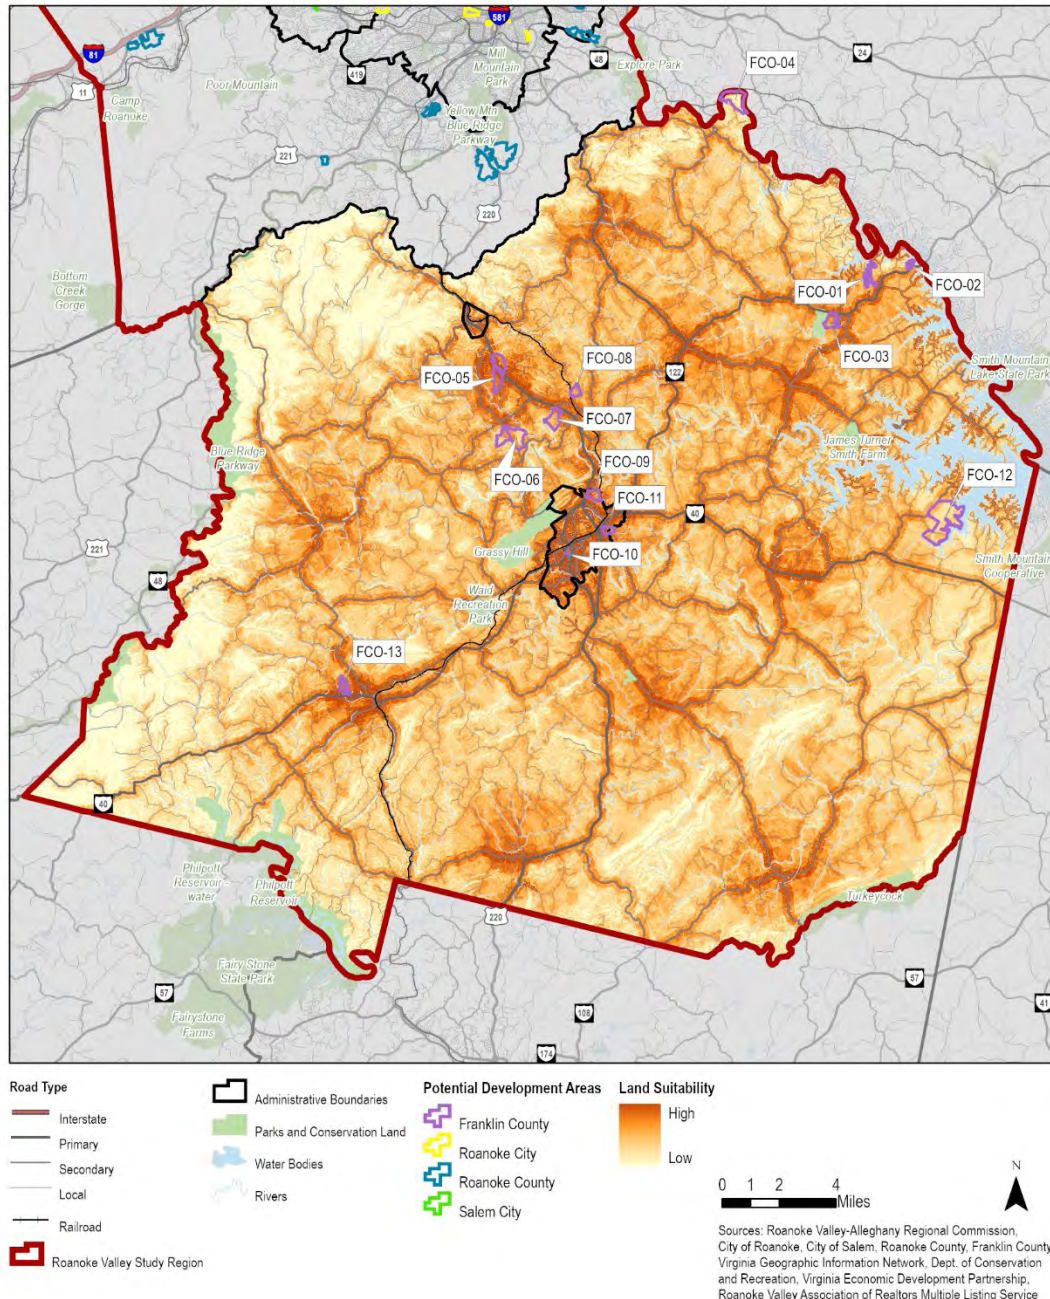 581
81
Mill
Mountain
Park
24
48
419
Explore Park
FCO-04
11
Poor Mountain
Camp
Roanoke
Yellow Mtn
Blue Ridge
Parkway
221
220
Bottom
Creek
Gorge
FCO-01
FCO-02
FCO-03
FCO-08
FCO-05
122
Smith Mountain
Lake State Park
FCO-07
James Turner
Smith Farm
Blue Ridge
Parkway
FCO-09
FCO-06
FCO-12
FCO-11
40
221
Grassy Hill
FCO-10
Smith Mountain
Cooperative
48
Waid
Recreation
Park
FCO-13
40
Philpott
Reservoir -
water
Philpott
Reservoir
Turkeycock
220
Fairy Stone
State Park
57
57
41
Fairystone
Farms
108
174
Road Type
Interstate
Primary
Secondary
Local
Railroad
Roanoke Valley Study Region
Administrative Boundaries
Parks and Conservation Land
Water Bodies
Rivers
Potential Development Areas
Franklin County
Roanoke City
Roanoke County
Salem City
Land Suitability
High
Low
N
0 1 2 4
Miles
Sources: Roanoke Valley-Alleghany Regional Commission,
City of Roanoke, City of Salem, Roanoke County, Franklin County
Virginia Geographic Information Network, Dept. of Conservation
and Recreation, Virginia Economic Development Partnership,
Roanoke Valley Association of Realtors Multiple Listing Service